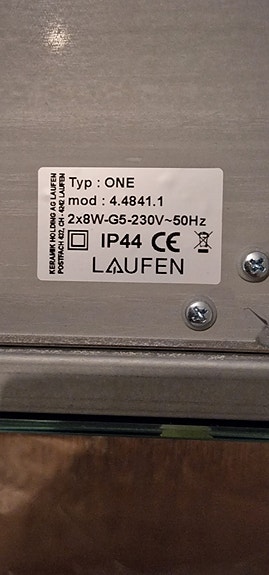 Typ : ONE
mod : 4.4841.1
2x8W-G5-230V~50Hz
IP44 CE
LAUFEN
KERAMIK HOLDING AG LAUFEN
POSTFACH 432, CH - 4242 LAUFEN